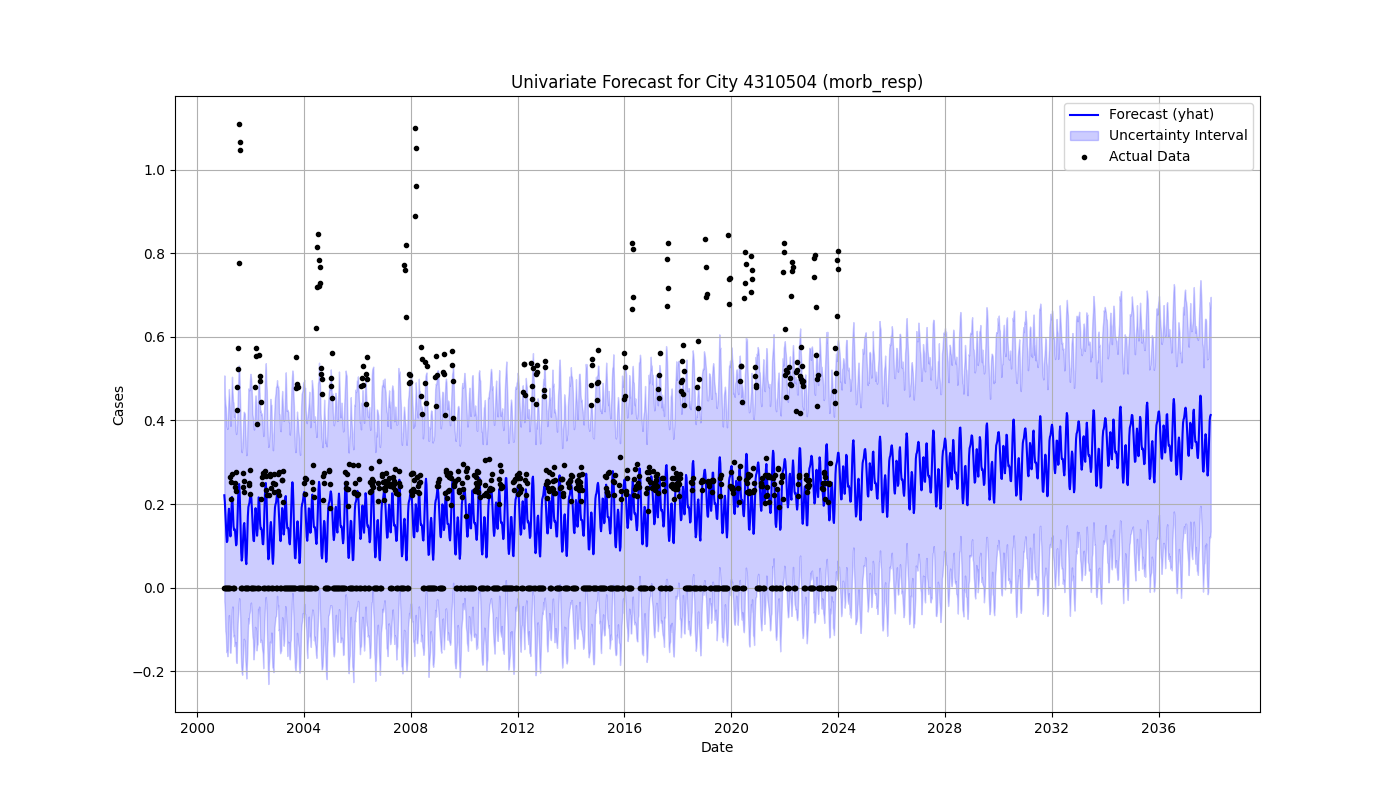 Univariate Forecast for City 4310504 (morb_resp)
Forecast (yhat)
Uncertainty Interval
Actual Data
Cases
1.0
0.8
0.6
0.4
0.2
0.0
−0.2
2000 2004 2008 2012 2016 2020 2024 2028 2032 2036
Date